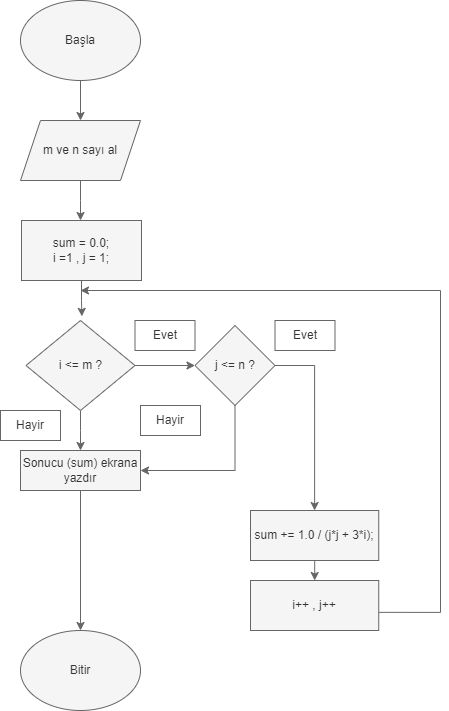 Başla
m ve n sayı al
sum = 0.0;
i =1 , j = 1;
i <= m ?
Evet
j <= n ?
Evet
Hayir
Hayir
Sonucu (sum) ekrana
yazdır
sum += 1.0 / (j*j + 3*i);
i++ , j++
Bitir